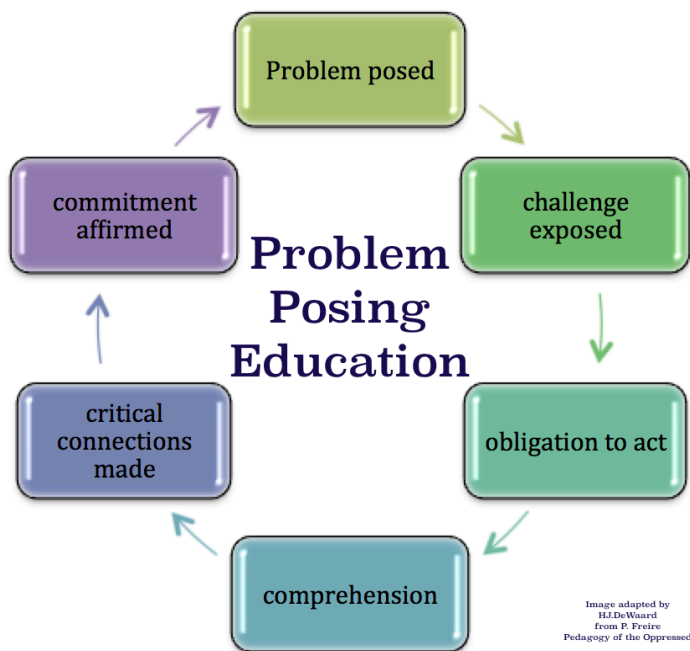 Problem posed
challenge
exposed
obligation to act
comprehension
critical
connections
made
commitment
affirmed
Problem
Posing
Education
Image adapted by
HJ.DeWaard
from P. Freire
Pedagogy of the Oppressed